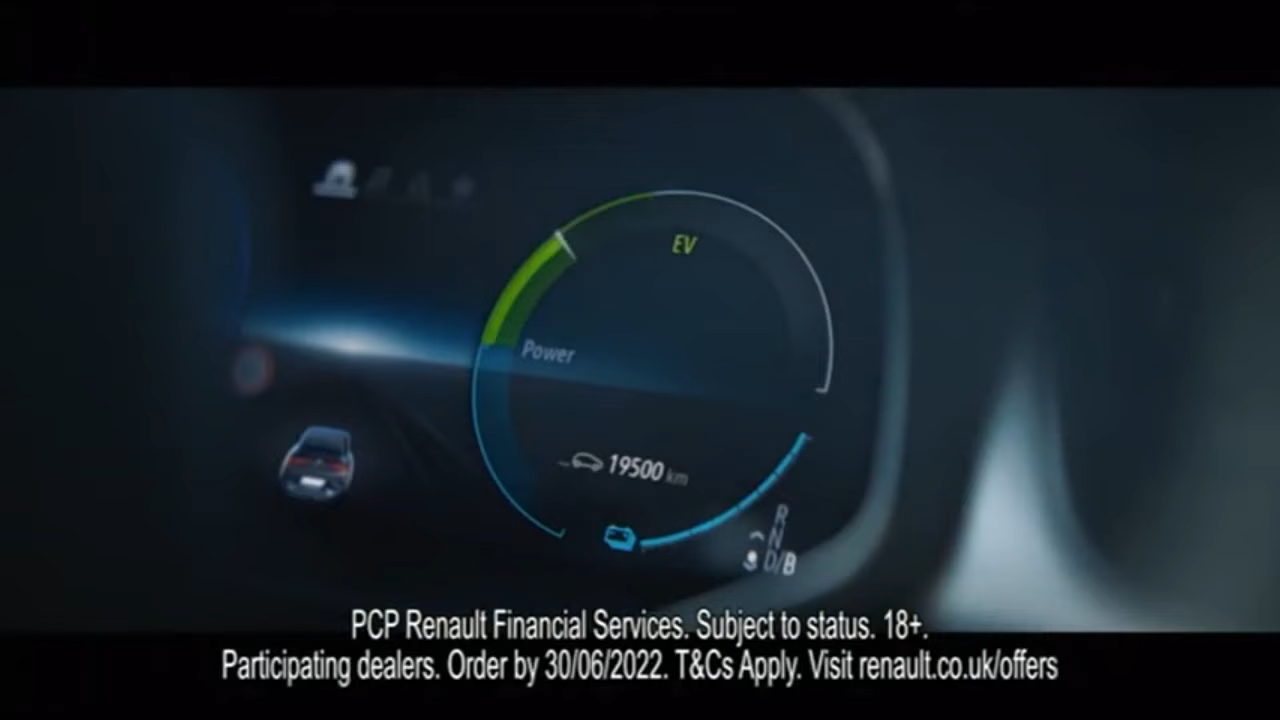 EV
Power
19500 km
R
N
D/B
PCP Renault Financial Services. Subject to status. 18+.
Participating dealers. Order by 30/06/2022. T&Cs Apply. Visit renault.co.uk/offers